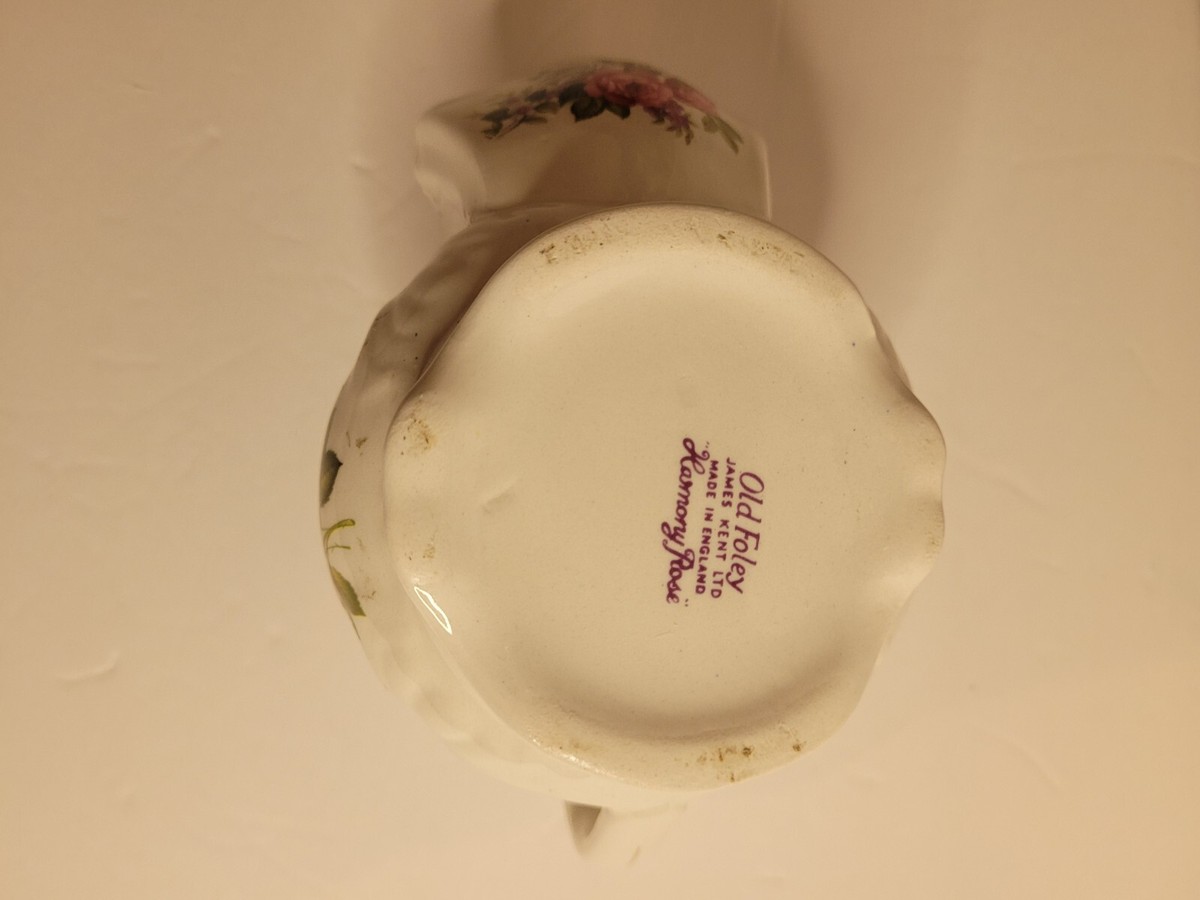 Old Foley
JAMES KENT LTD
MADE IN ENGLAND
"Harmony Rose"